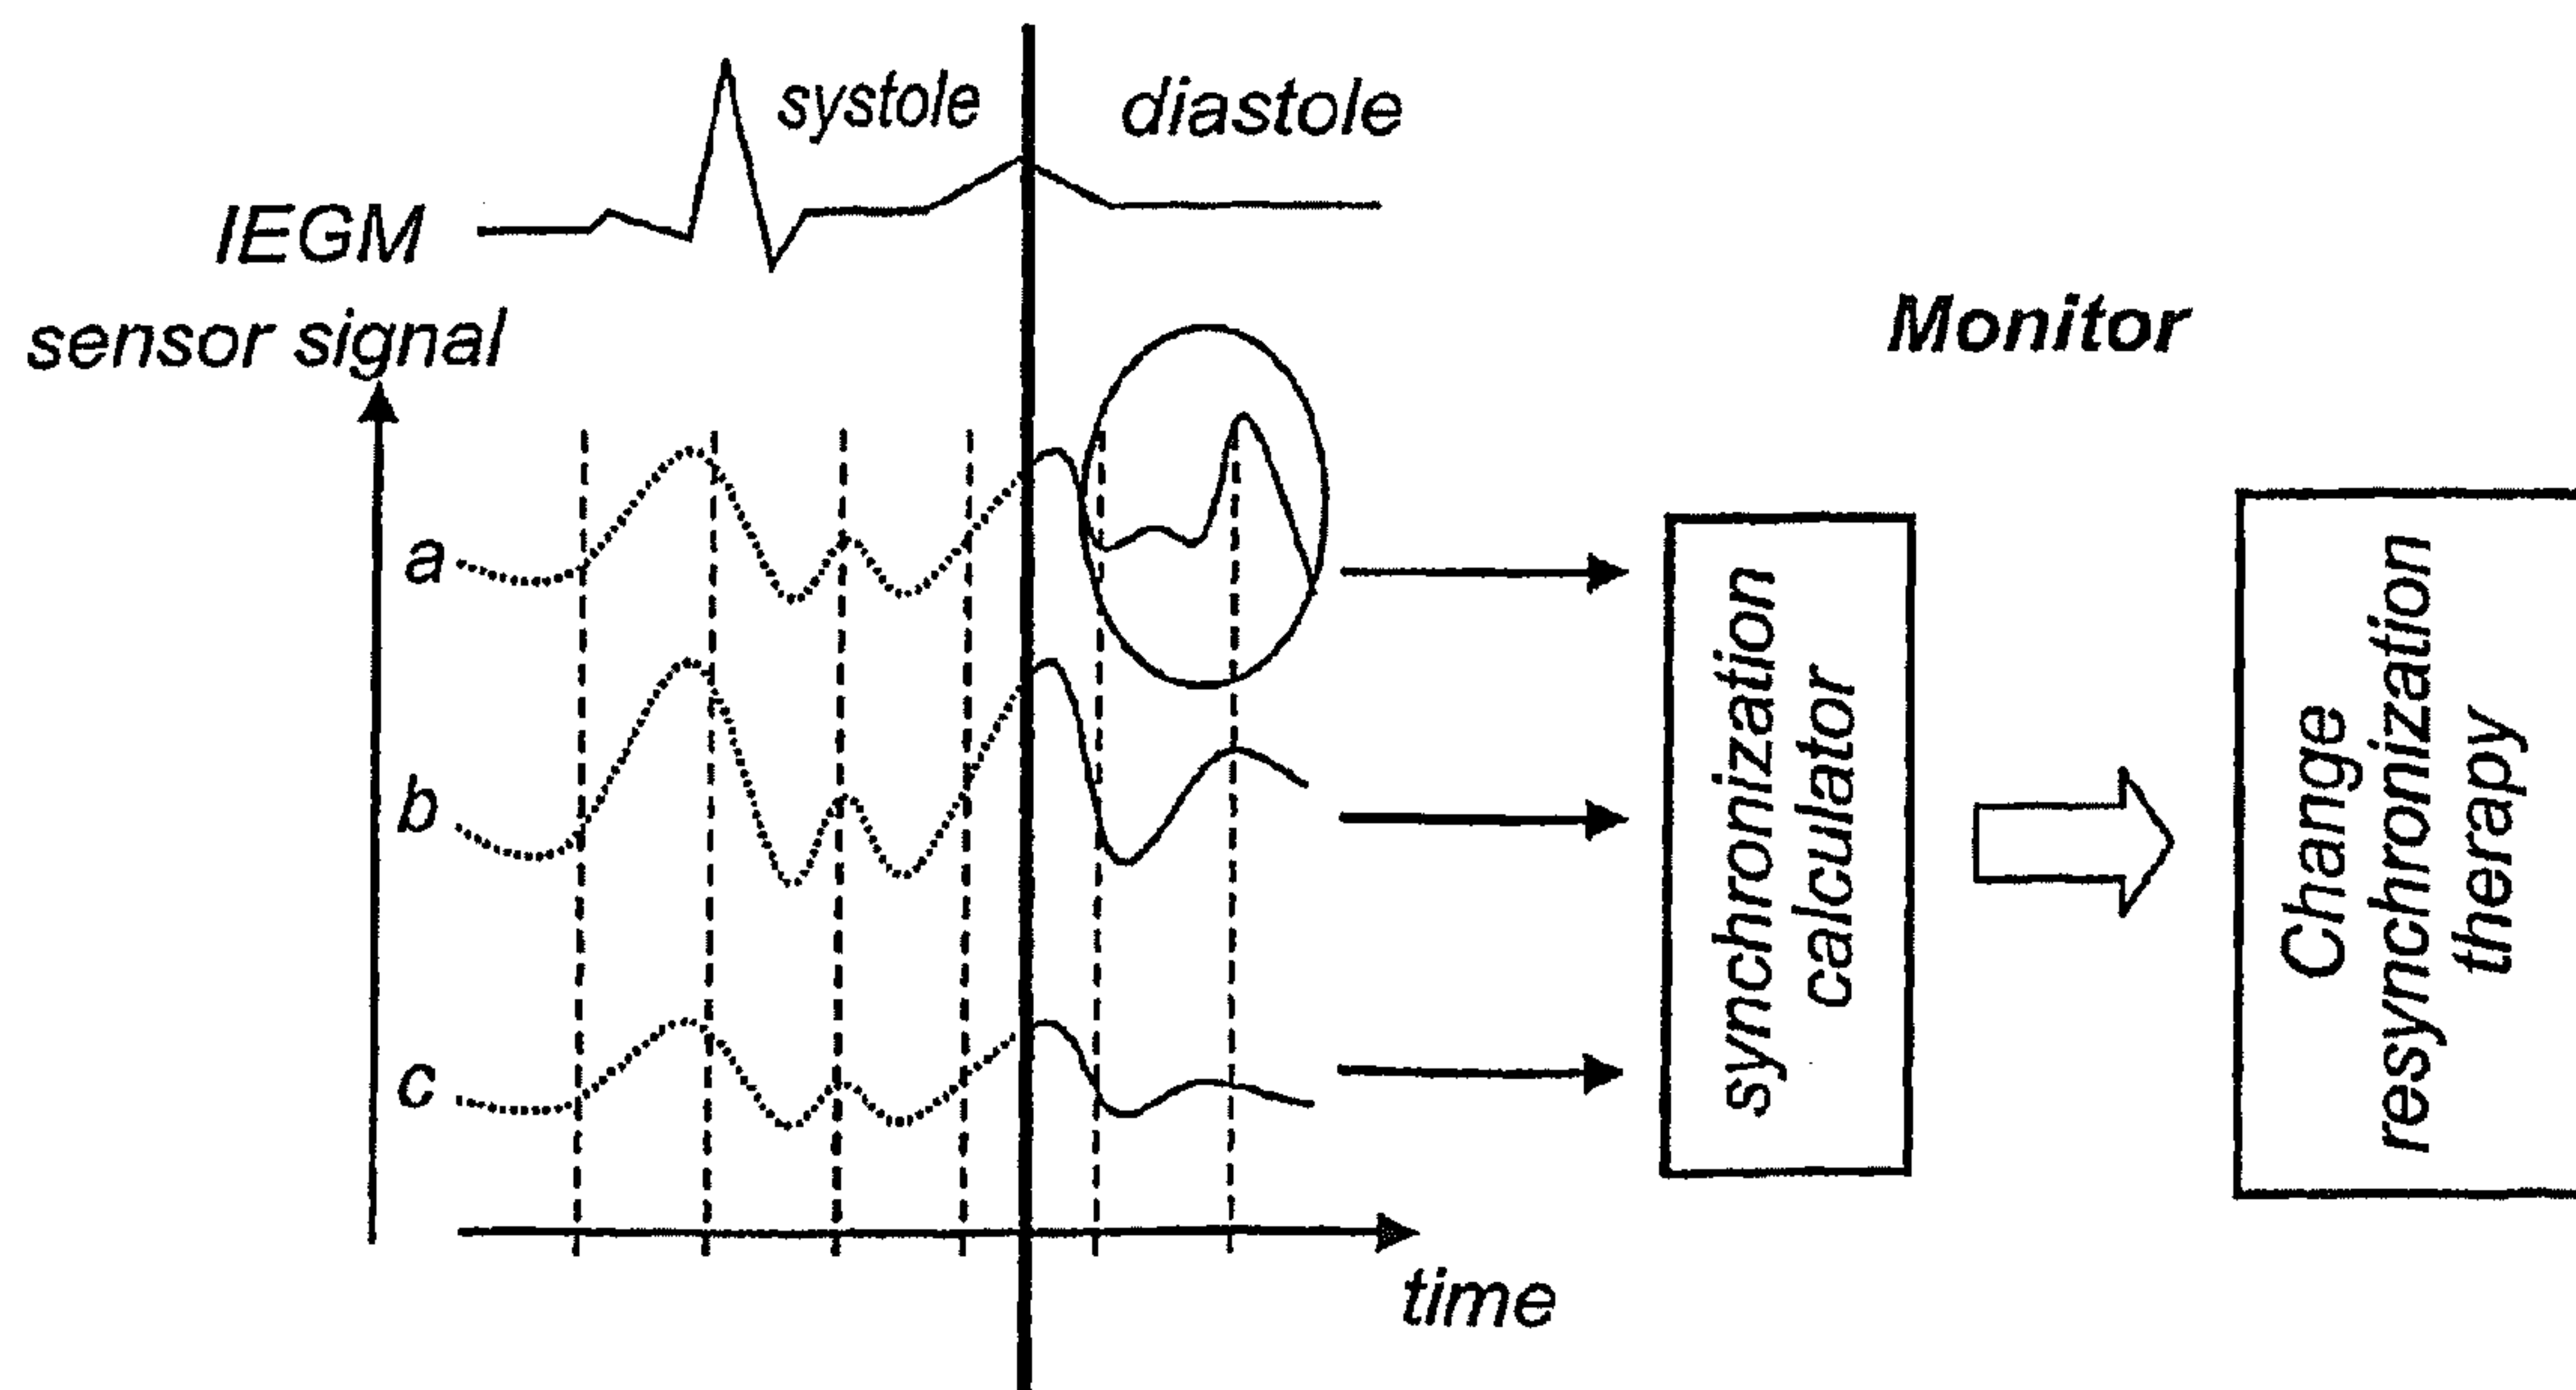 systole
diastole
IEGM
sensor signal
Monitor
a
b
c
synchronization
calculator
Change
resynchronization
therapy
time